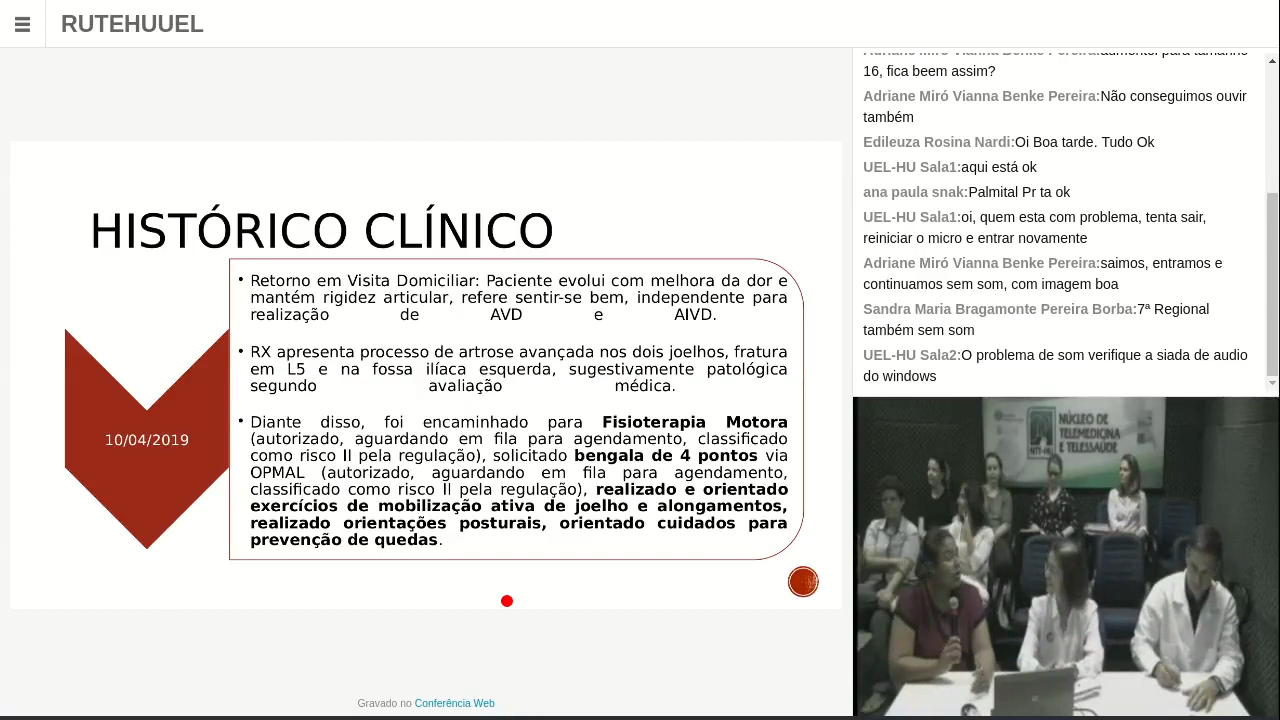 RUTEHUUEL
HISTÓRICO CLÍNICO
10/04/2019
• Retorno em Visita Domiciliar: Paciente evolui com melhora da dor e
mantém rigidez articular, refere sentir-se bem, independente para
realização de AVD e AIVD.
• RX apresenta processo de artrose avançada nos dois joelhos, fratura
em L5 e na fossa ilíaca esquerda, sugestivamente patológica
segundo avaliação médica.
• Diante disso, foi encaminhado para Fisioterapia Motora
(autorizado, aguardando em fila para agendamento, classificado
como risco II pela regulação), solicitado bengala de 4 pontos via
OPMAL (autorizado, aguardando em fila para agendamento,
classificado como risco II pela regulação), realizado e orientado
exercícios de mobilização ativa de joelho e alongamentos,
realizado orientações posturais, orientado cuidados para
prevenção de quedas.
Gravado no Conferência Web
Adriane Miró Vianna Benke Pereira:aumentei para tamanho
16, fica beem assim?
Adriane Miró Vianna Benke Pereira:Não conseguimos ouvir
também
Edileuza Rosina Nardi:Oi Boa tarde. Tudo Ok
UEL-HU Sala1:aqui está ok
ana paula snak:Palmital Pr ta ok
UEL-HU Sala1:oi, quem esta com problema, tenta sair,
reiniciar o micro e entrar novamente
Adriane Miró Vianna Benke Pereira:saimos, entramos e
continuamos sem som, com imagem boa
Sandra Maria Bragamonte Pereira Borba:7ª Regional
também sem som
UEL-HU Sala2:O problema de som verifique a siada de audio
do windows
NÚCLEO DE
TELEMEDICINA
E TELESSAÚDE